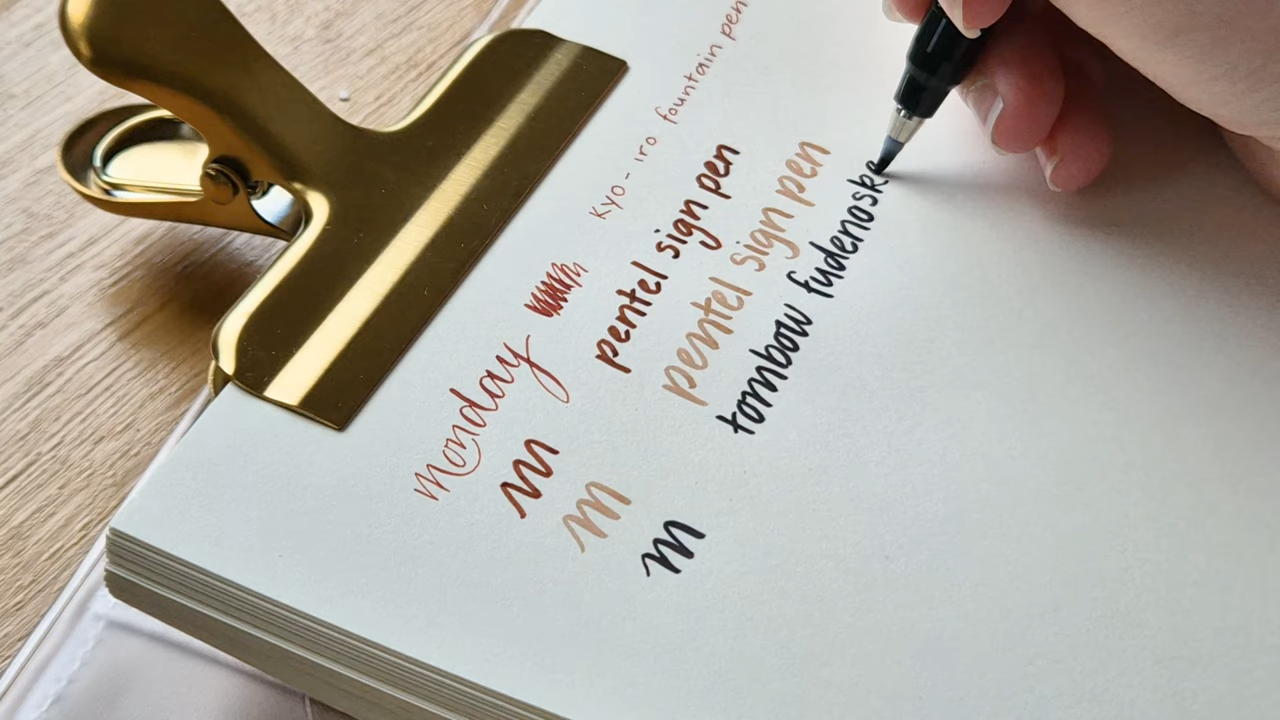 Monday Kyo-iro fountain pen
m pentel sign pen
m pentel sign pen
m tombow fudenoske